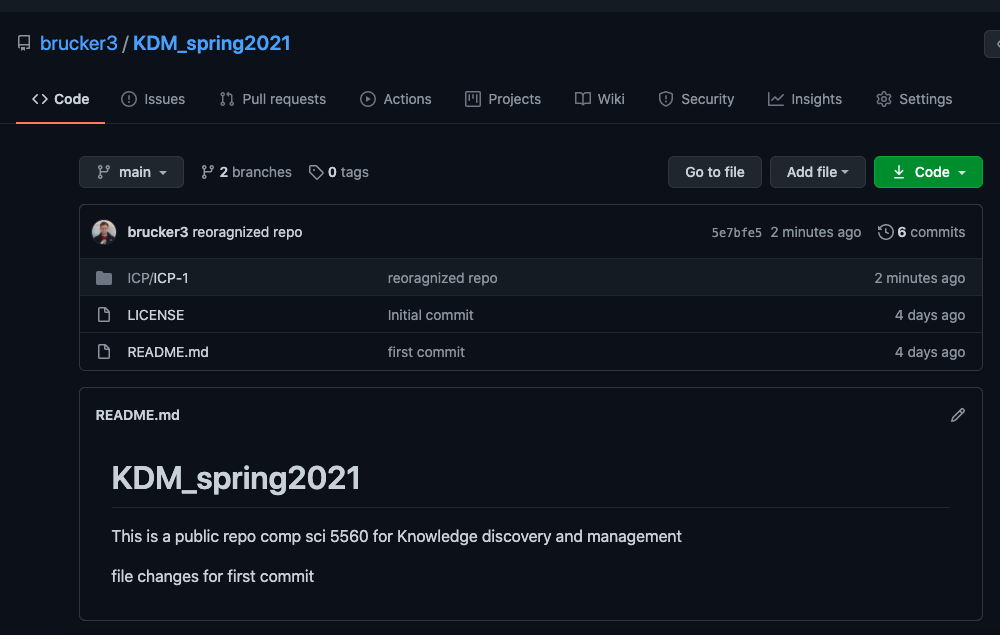 brucker3 / KDM_spring2021
Code Issues Pull requests Actions Projects Wiki Security Insights Settings
main 2 branches 0 tags Go to file Add file Code
brucker3 reoragnized repo 5e7bfe5 2 minutes ago 6 commits
ICP/ICP-1 reoragnized repo 2 minutes ago
LICENSE Initial commit 4 days ago
README.md first commit 4 days ago
README.md
KDM_spring2021
This is a public repo comp sci 5560 for Knowledge discovery and management
file changes for first commit